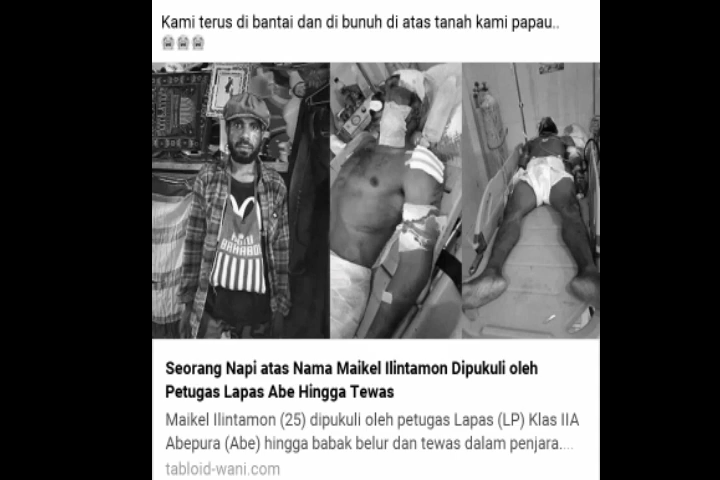 Kami terus di bantai dan di bunuh di atas tanah kami papau..
Seorang Napi atas Nama Maikel Ilintamon Dipukuli oleh
Petugas Lapas Abe Hingga Tewas
Maikel Ilintamon (25) dipukuli oleh petugas Lapas (LP) Klas IIA
Abepura (Abe) hingga babak belur dan tewas dalam penjara....
tabloid-wani.com